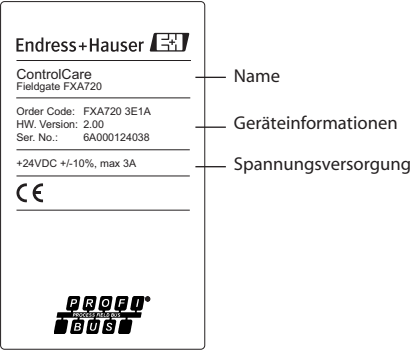 Endress+Hauser EH
ControlCare
Fieldgate FXA720
Name
Order Code: FXA720 3E1A
HW. Version: 2.00
Ser. No.: 6A000124038
Geräteinformationen
+24VDC +/-10%, max 3A
Spannungsversorgung
CE
PROFI
PROCESS FIELD BUS
BUS